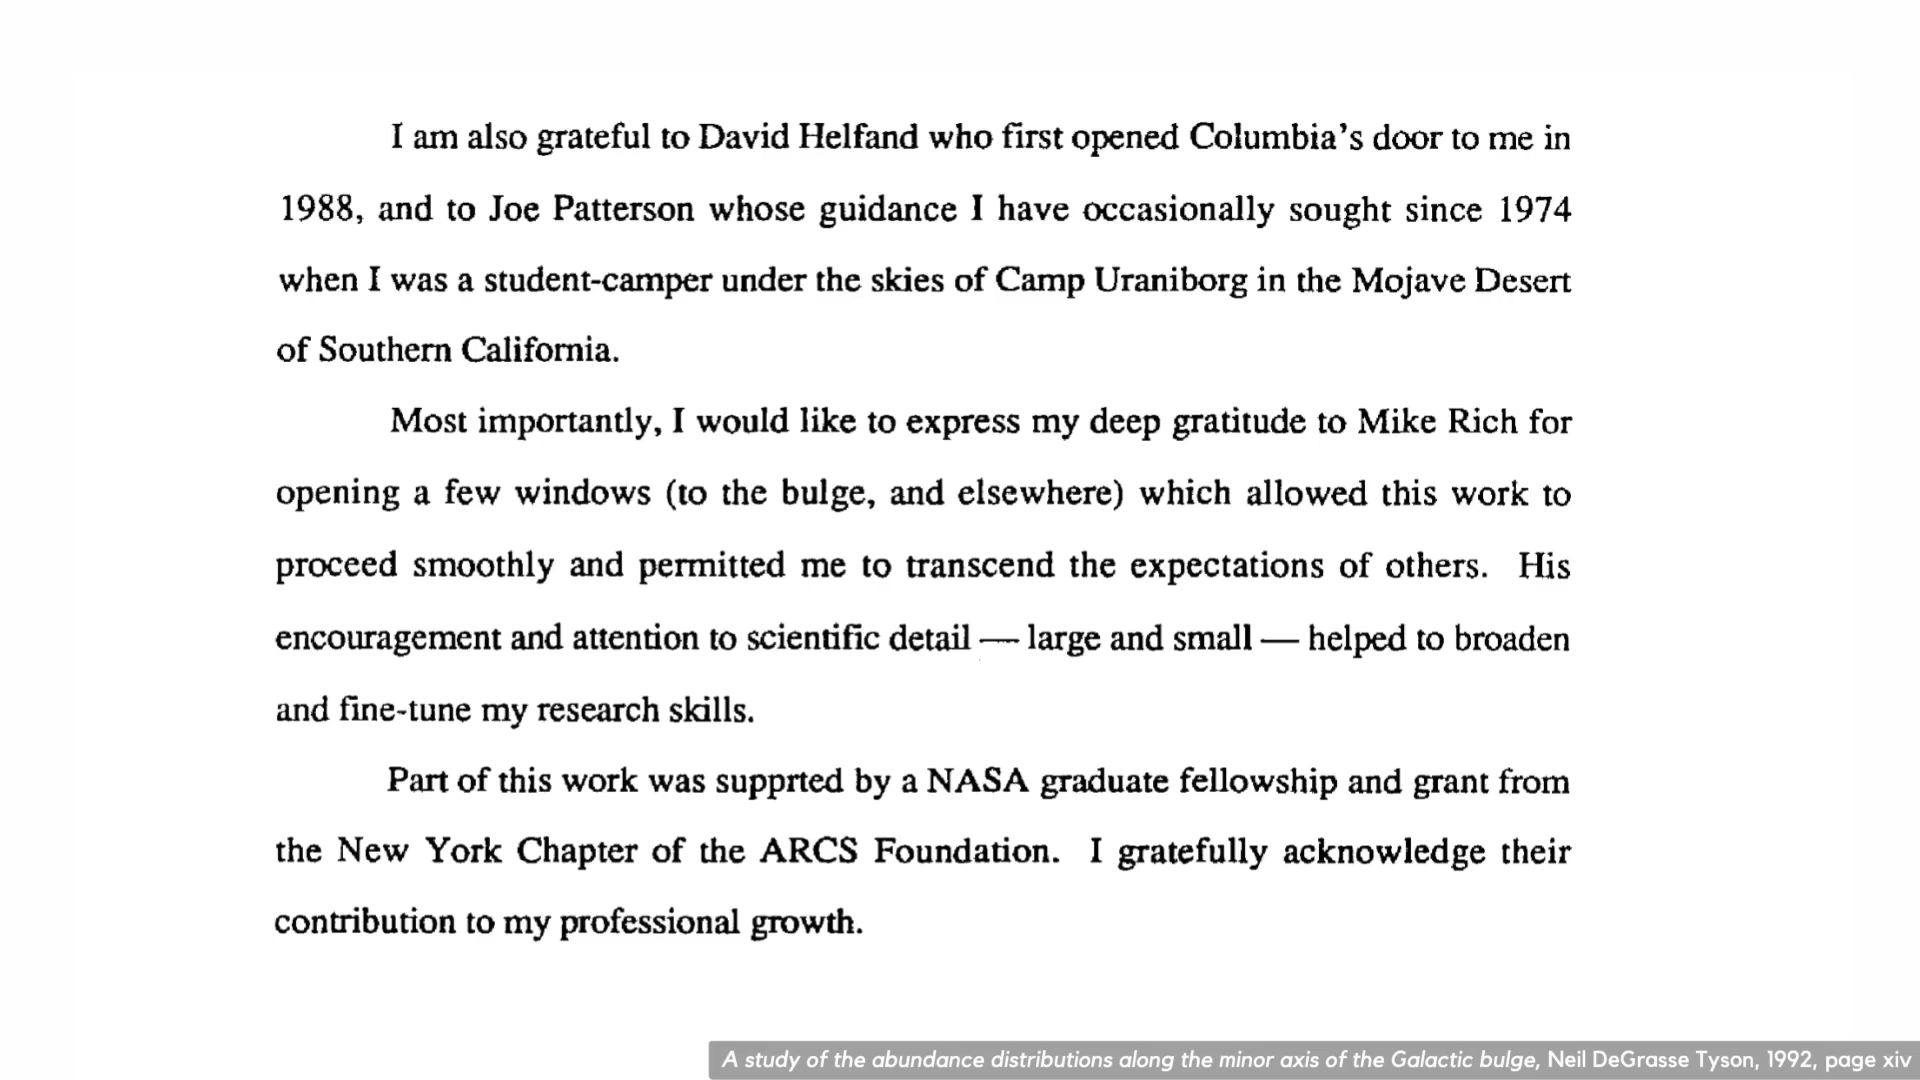 I am also grateful to David Helfand who first opened Columbia's door to me in
1988, and to Joe Patterson whose guidance I have occasionally sought since 1974
when I was a student-camper under the skies of Camp Uraniborg in the Mojave Desert
of Southern California.
Most importantly, I would like to express my deep gratitude to Mike Rich for
opening a few windows (to the bulge, and elsewhere) which allowed this work to
proceed smoothly and permitted me to transcend the expectations of others. His
encouragement and attention to scientific detail — large and small — helped to broaden
and fine-tune my research skills.
Part of this work was supprted by a NASA graduate fellowship and grant from
the New York Chapter of the ARCS Foundation. I gratefully acknowledge their
contribution to my professional growth.
A study of the abundance distributions along the minor axis of the Galactic bulge, Neil DeGrasse Tyson, 1992, page xiv